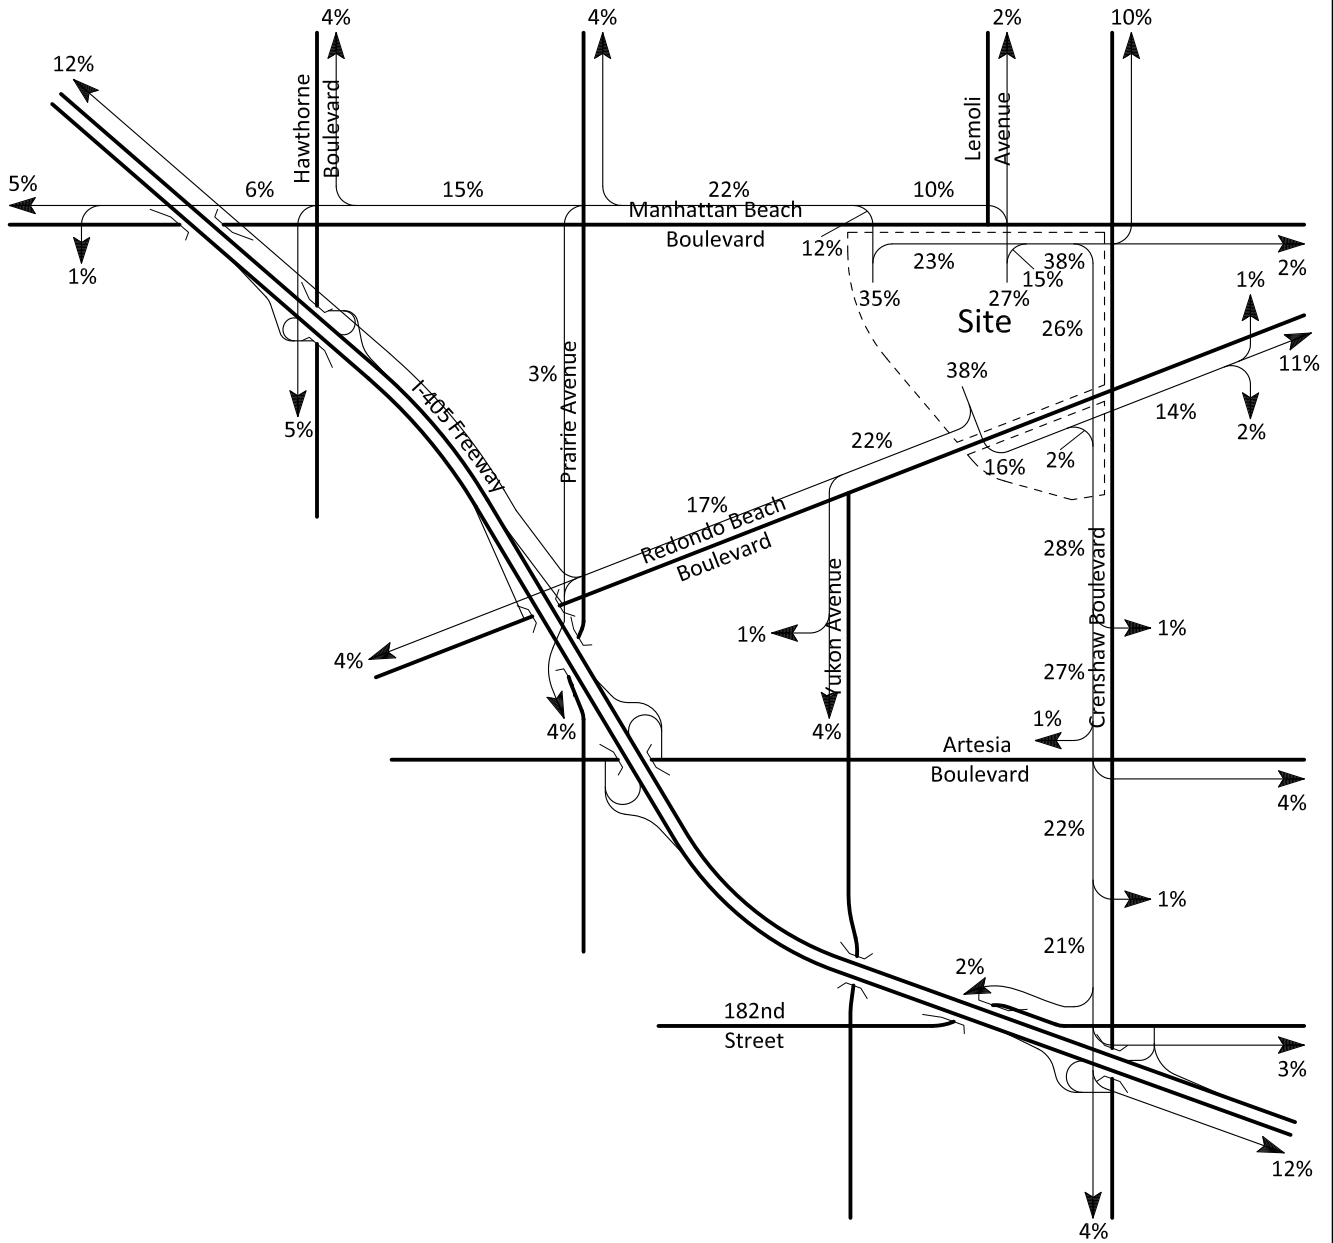 4%
4%
2%
10%
12%
Hawthorne
Boulevard
Lemoli
Avenue
5%
6%
15%
22%
10%
Manhattan Beach
Boulevard
12%
23%
38%
2%
1%
15%
1%
35%
27%
Site
26%
38%
11%
3%
Prairie Avenue
I-405 Freeway
5%
14%
22%
2%
16%
2%
17%
Redondo Beach
Boulevard
28%
Crenshaw Boulevard
Yukon Avenue
1%
1%
4%
27%
4%
4%
1%
Artesia
Boulevard
4%
22%
1%
21%
2%
182nd
Street
3%
12%
4%